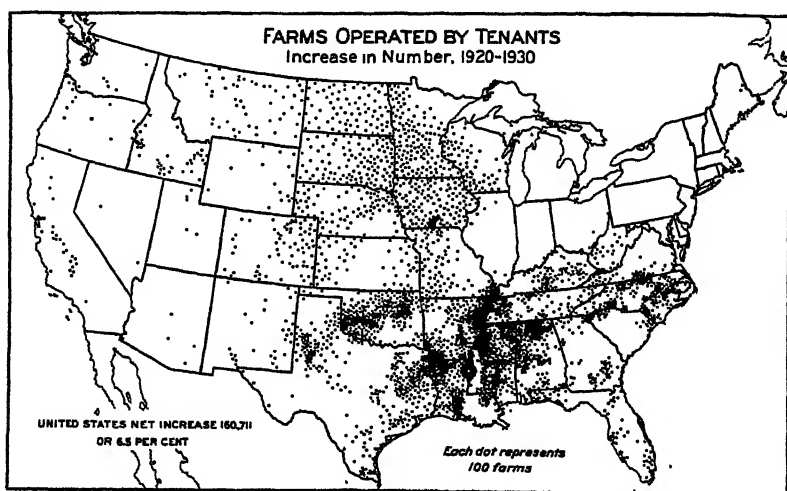 FARMS OPERATED BY TENANTS
Increase in Number, 1920-1930
UNITED STATES NET INCREASE 160,711
OR 6.5 PER CENT
Each dot represents
100 farms